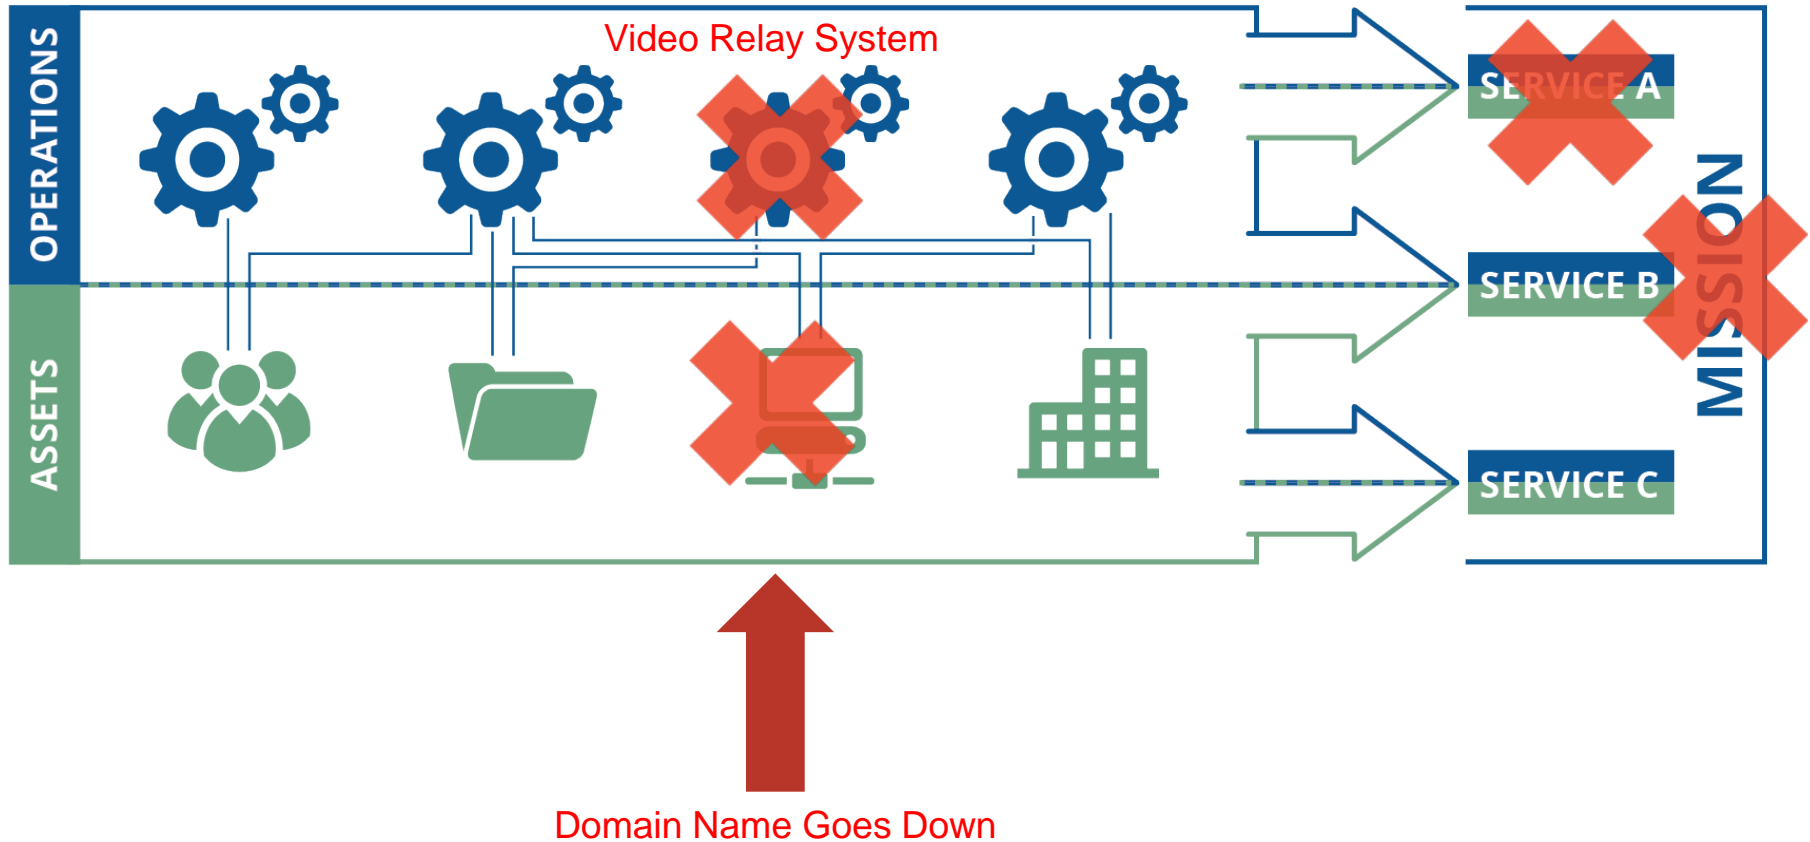 OPERATIONS
Video Relay System
SERVICE A
SERVICE B
MISSION
ASSETS
SERVICE C
Domain Name Goes Down